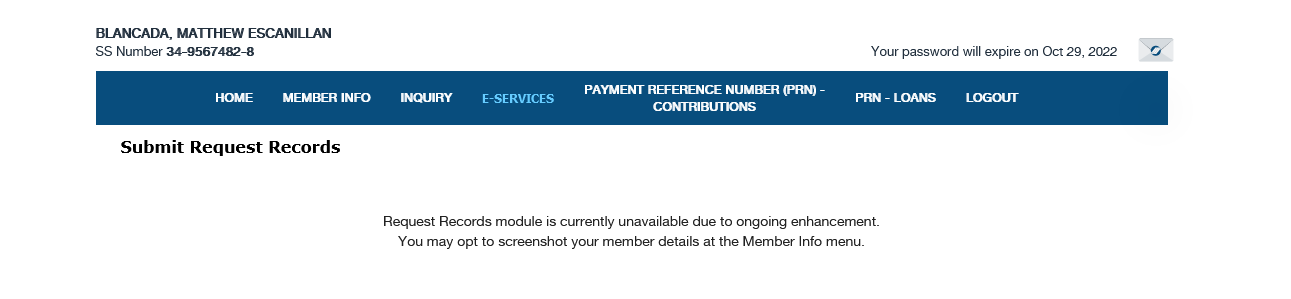 BLANCADA, MATTHEW ESCANILLAN
SS Number 34-9567482-8
Your password will expire on Oct 29, 2022
HOME
MEMBER INFO
INQUIRY
E-SERVICES
PAYMENT REFERENCE NUMBER (PRN) -
CONTRIBUTIONS
PRN - LOANS
LOGOUT
Submit Request Records
Request Records module is currently unavailable due to ongoing enhancement.
You may opt to screenshot your member details at the Member Info menu.